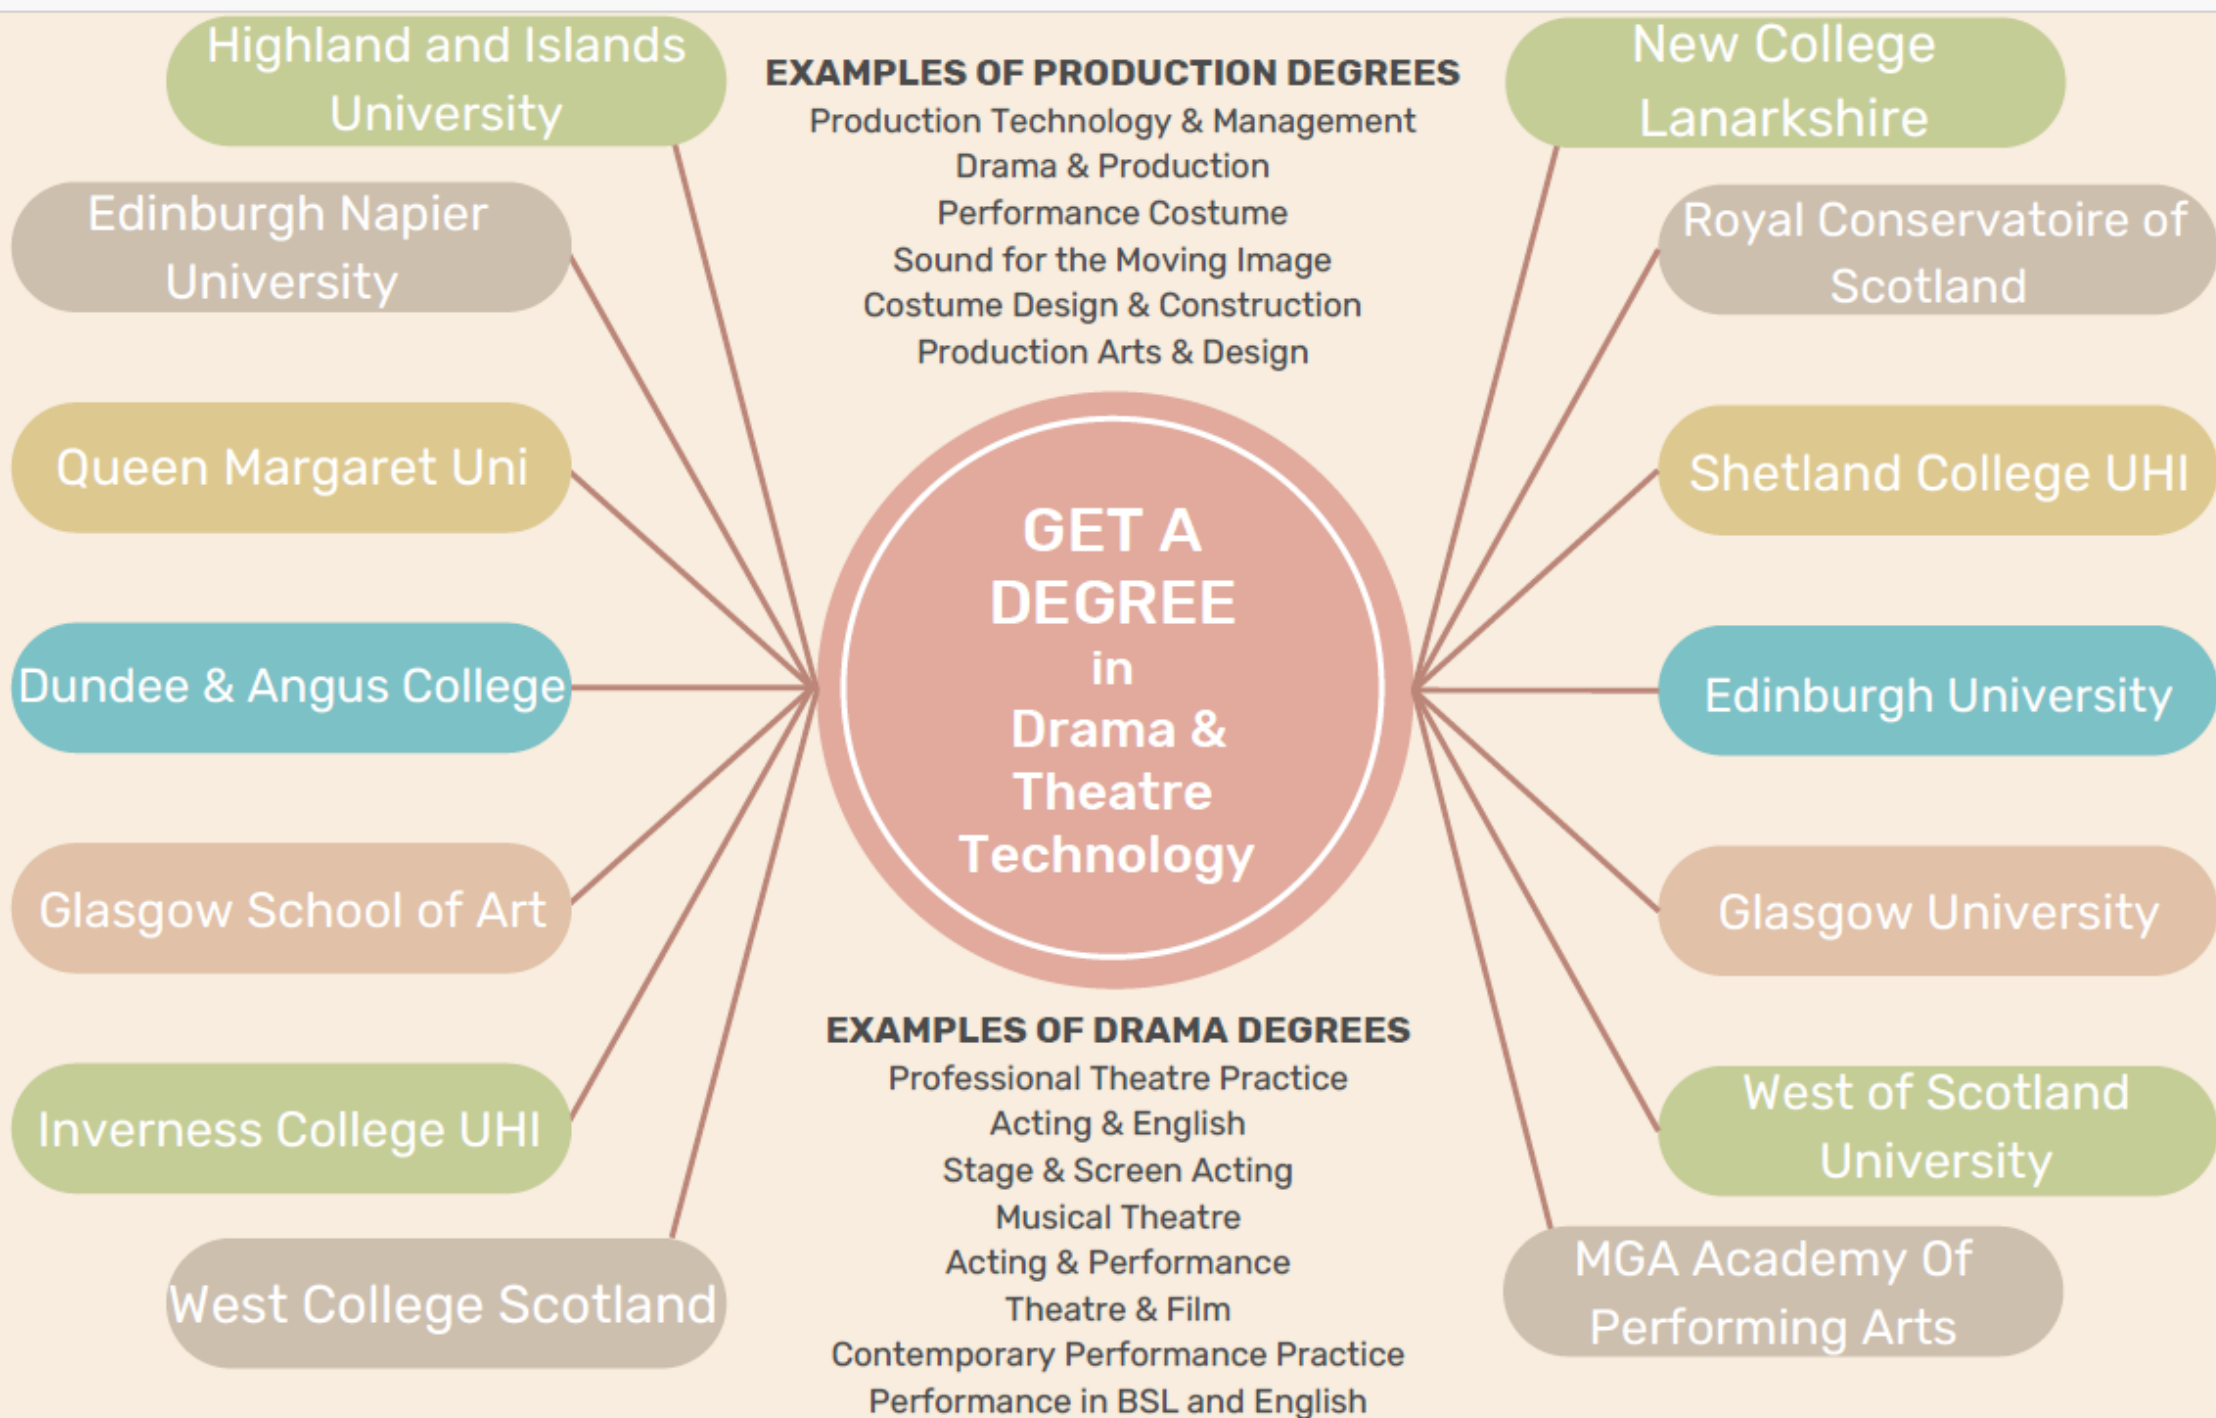 Highland and Islands
University
Edinburgh Napier
University
Queen Margaret Uni
Dundee & Angus College
Glasgow School of Art
Inverness College UHI
West College Scotland
EXAMPLES OF PRODUCTION DEGREES
Production Technology & Management
Drama & Production
Performance Costume
Sound for the Moving Image
Costume Design & Construction
Production Arts & Design
GET A
DEGREE
in
Drama &
Theatre
Technology
EXAMPLES OF DRAMA DEGREES
Professional Theatre Practice
Acting & English
Stage & Screen Acting
Musical Theatre
Acting & Performance
Theatre & Film
Contemporary Performance Practice
Performance in BSL and English
New College
Lanarkshire
Royal Conservatoire of
Scotland
Shetland College UHI
Edinburgh University
Glasgow University
West of Scotland
University
MGA Academy Of
Performing Arts